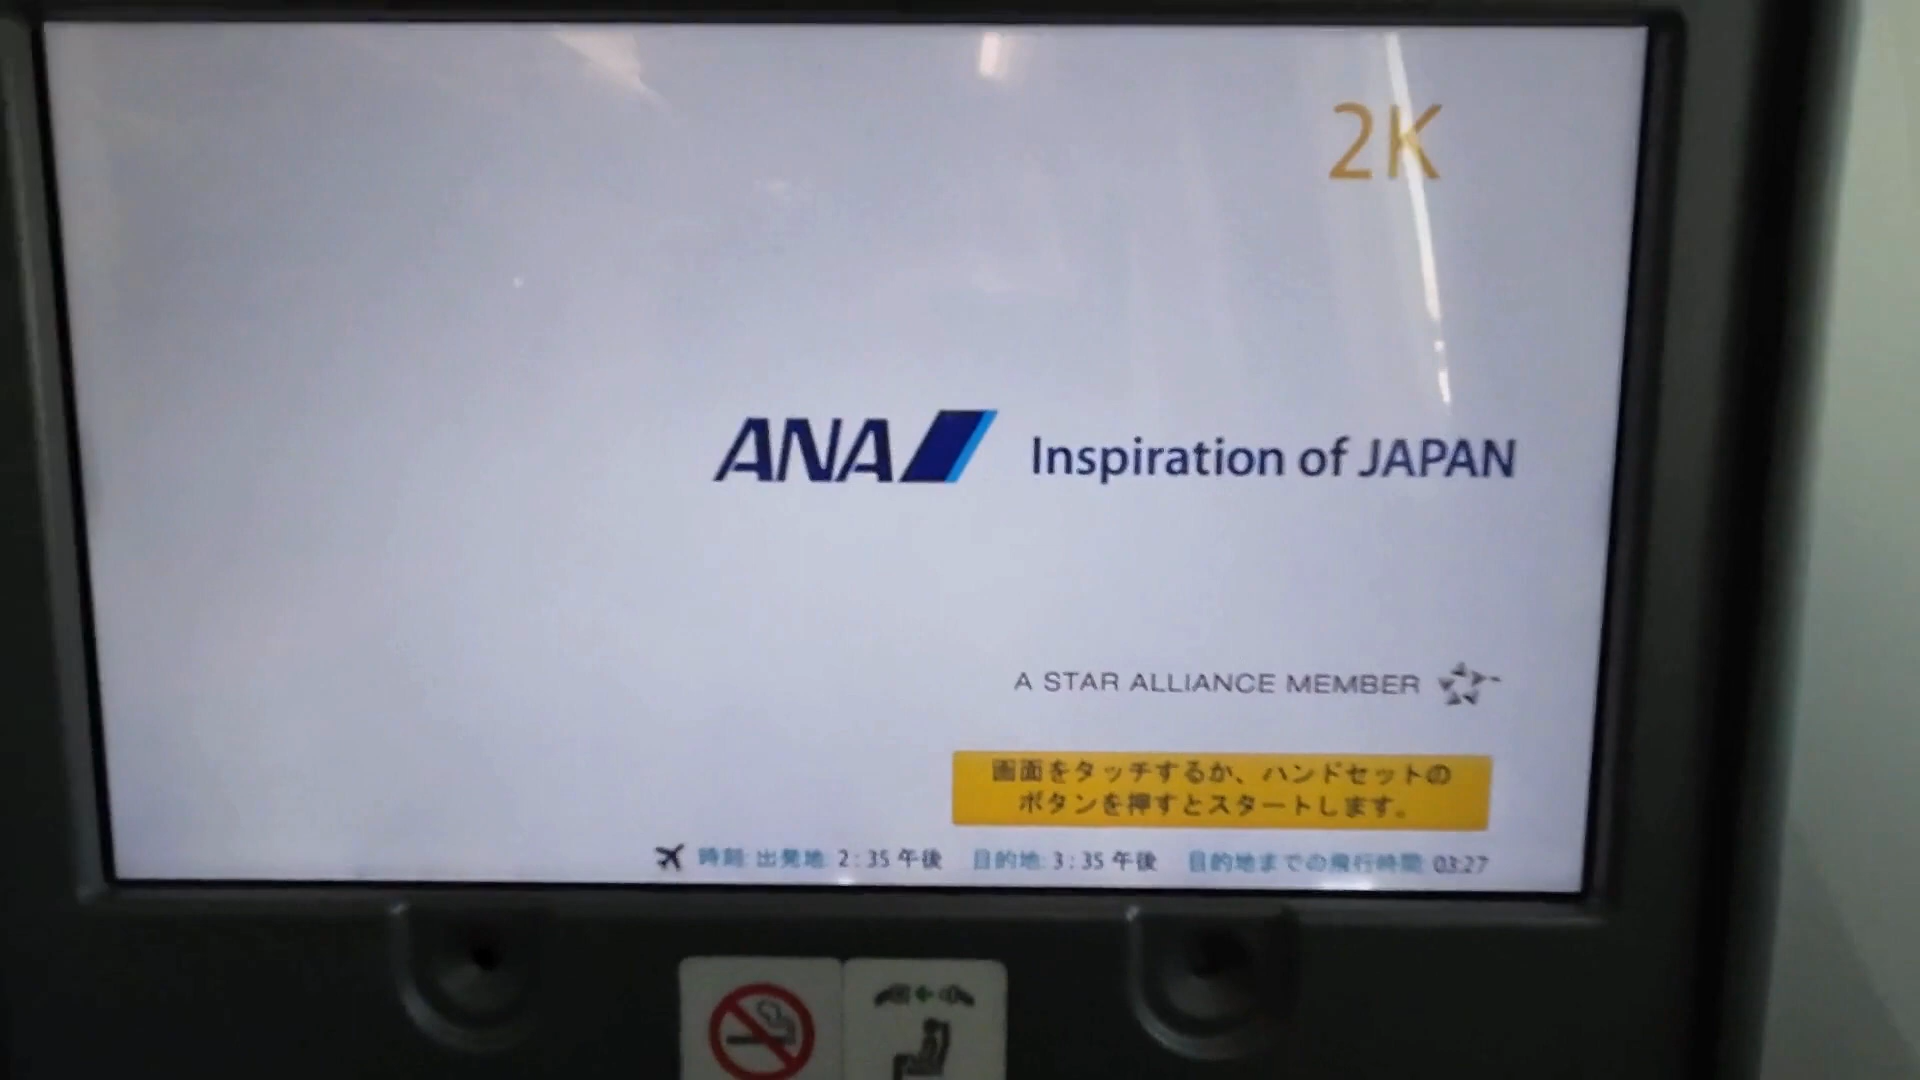 2K
ANA Inspiration of JAPAN
A STAR ALLIANCE MEMBER
画面をタッチするか、ハンドセットの
ボタンを押すとスタートします。
時刻: 出発地: 2:35 午後 目的地: 3:35 午後 目的地までの飛行時間: 03:27